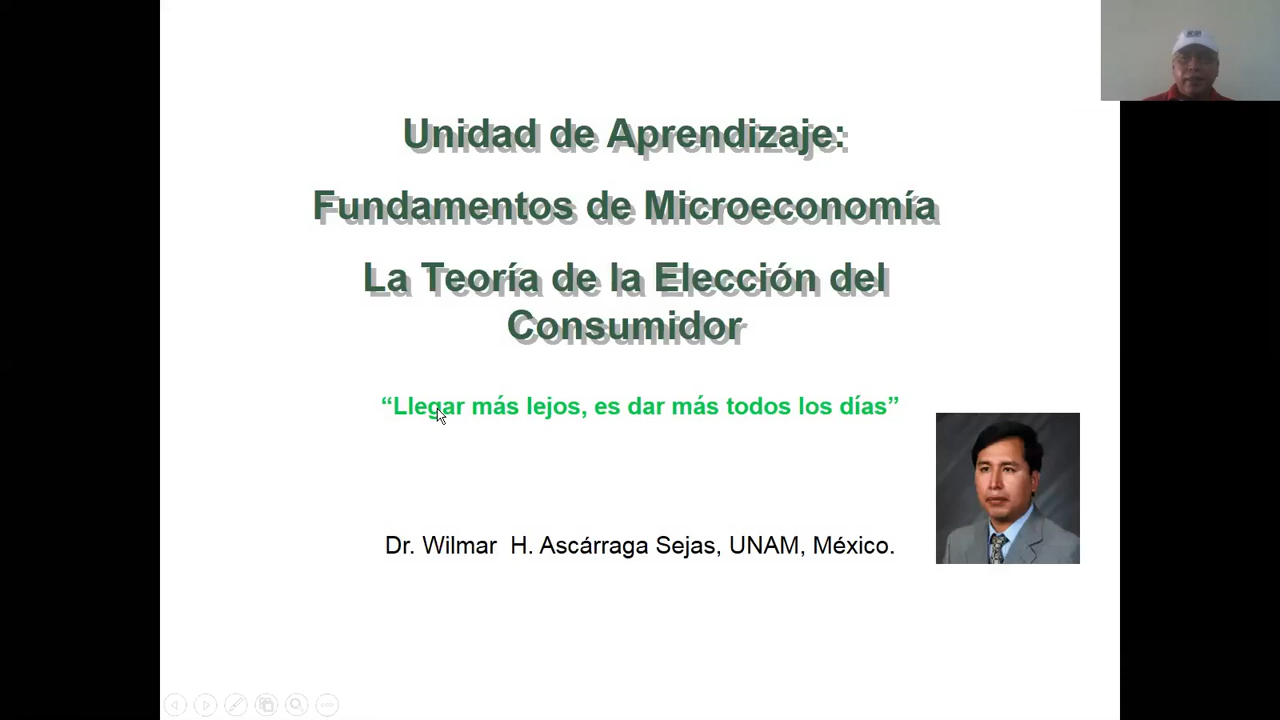 Unidad de Aprendizaje:
Fundamentos de Microeconomía
La Teoría de la Elección del
Consumidor
“Llegar más lejos, es dar más todos los días”
Dr. Wilmar H. Ascárraga Sejas, UNAM, México.